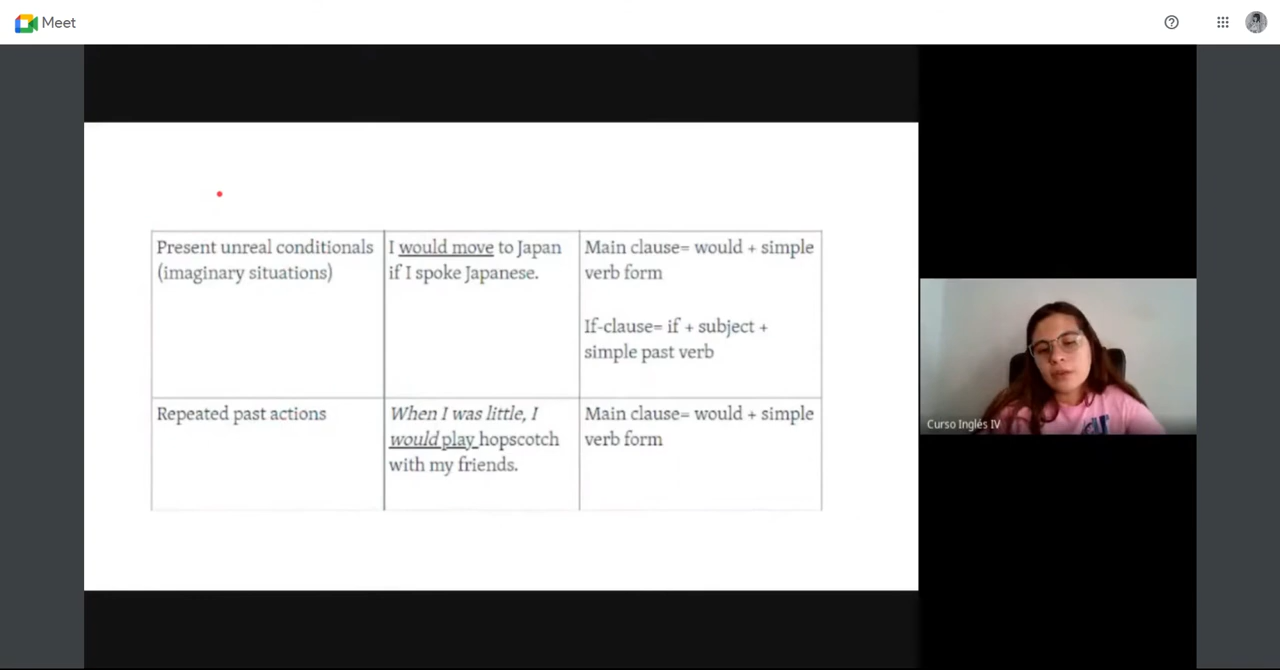 Meet
Present unreal conditionals
(imaginary situations)
I would move to Japan
if I spoke Japanese.
Main clause= would + simple
verb form
If-clause= if + subject +
simple past verb
Repeated past actions
When I was little, I
would play hopscotch
with my friends.
Main clause= would + simple
verb form
Curso Inglés IV